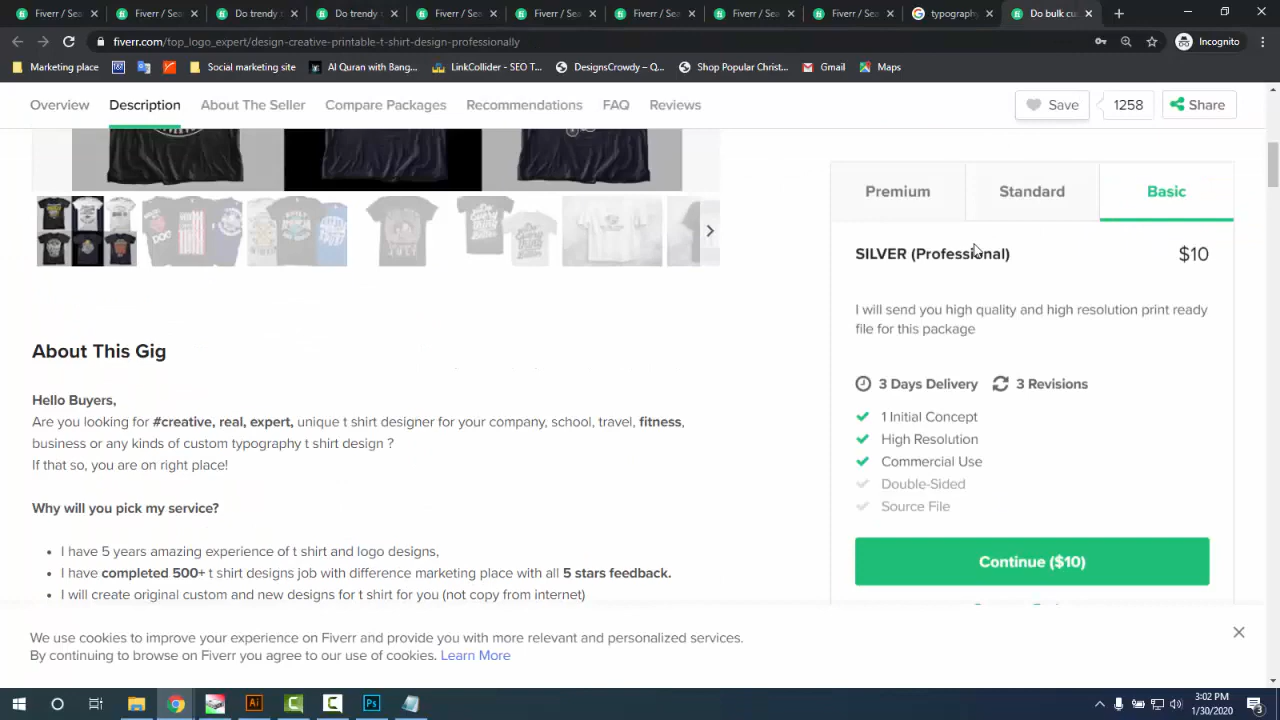 Fiverr / Sea
Fiverr / Sea
Do trendy
Do trendy
Fiverr / Sea
Fiverr / Sea
Fiverr / Sea
Fiverr / Sea
Fiverr / Sea
typography
Do bulk cu
fiverr.com/top_logo_expert/design-creative-printable-t-shirt-design-professionally
Incognito
Marketing place
Social marketing site
Al Quran with Bang...
LinkCollider - SEO T...
DesignsCrowdy – Q...
Shop Popular Christ...
Gmail
Maps
Overview
Description
About The Seller
Compare Packages
Recommendations
FAQ
Reviews
Save
1258
Share
Premium
Standard
Basic
SILVER (Professional)
$10
I will send you high quality and high resolution print ready
file for this package
3 Days Delivery
3 Revisions
1 Initial Concept
High Resolution
Commercial Use
Double-Sided
Source File
Continue ($10)
About This Gig
Hello Buyers,
Are you looking for #creative, real, expert, unique t shirt designer for your company, school, travel, fitness,
business or any kinds of custom typography t shirt design ?
If that so, you are on right place!
Why will you pick my service?
• I have 5 years amazing experience of t shirt and logo designs,
• I have completed 500+ t shirt designs job with difference marketing place with all 5 stars feedback.
• I will create original custom and new designs for t shirt for you (not copy from internet)
We use cookies to improve your experience on Fiverr and provide you with more relevant and personalized services.
By continuing to browse on Fiverr you agree to our use of cookies. Learn More
3:02 PM
1/30/2020